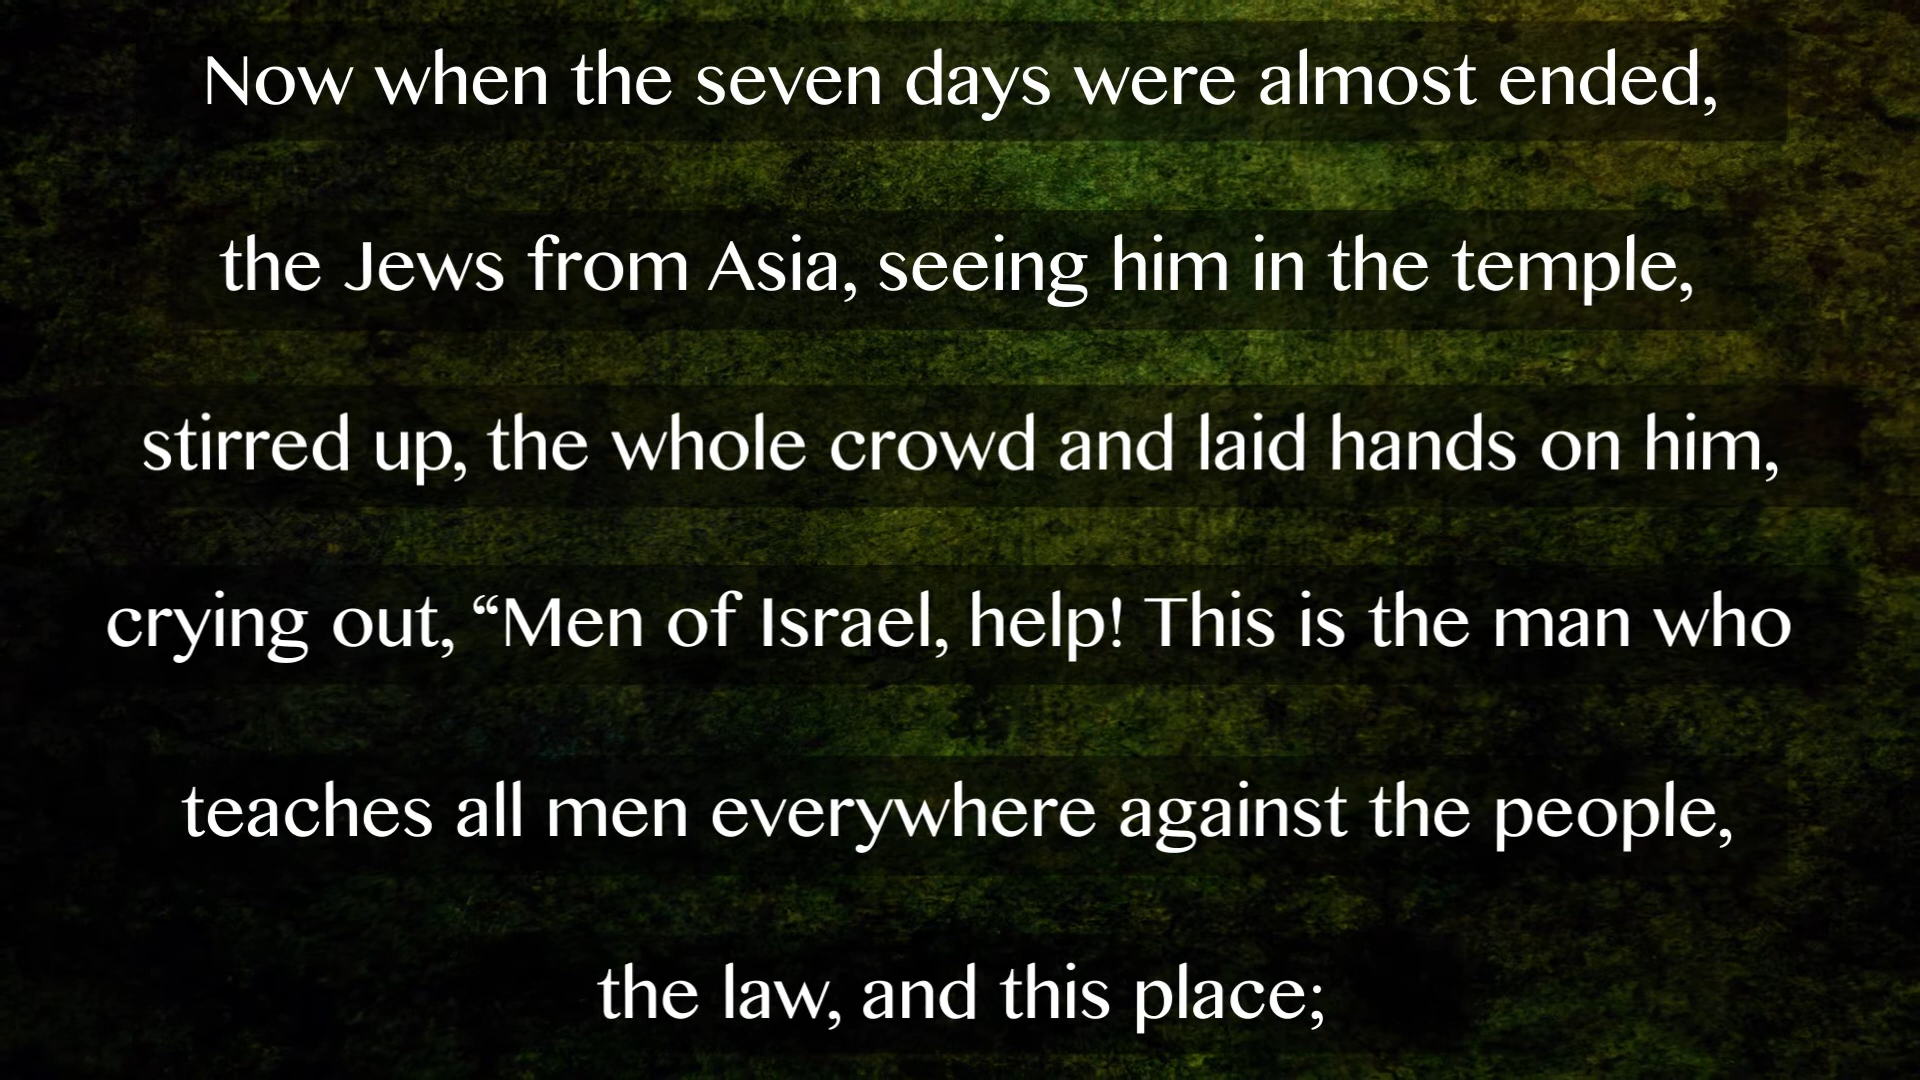 Now when the seven days were almost ended,
the Jews from Asia, seeing him in the temple,
stirred up, the whole crowd and laid hands on him,
crying out, “Men of Israel, help! This is the man who
teaches all men everywhere against the people,
the law, and this place;